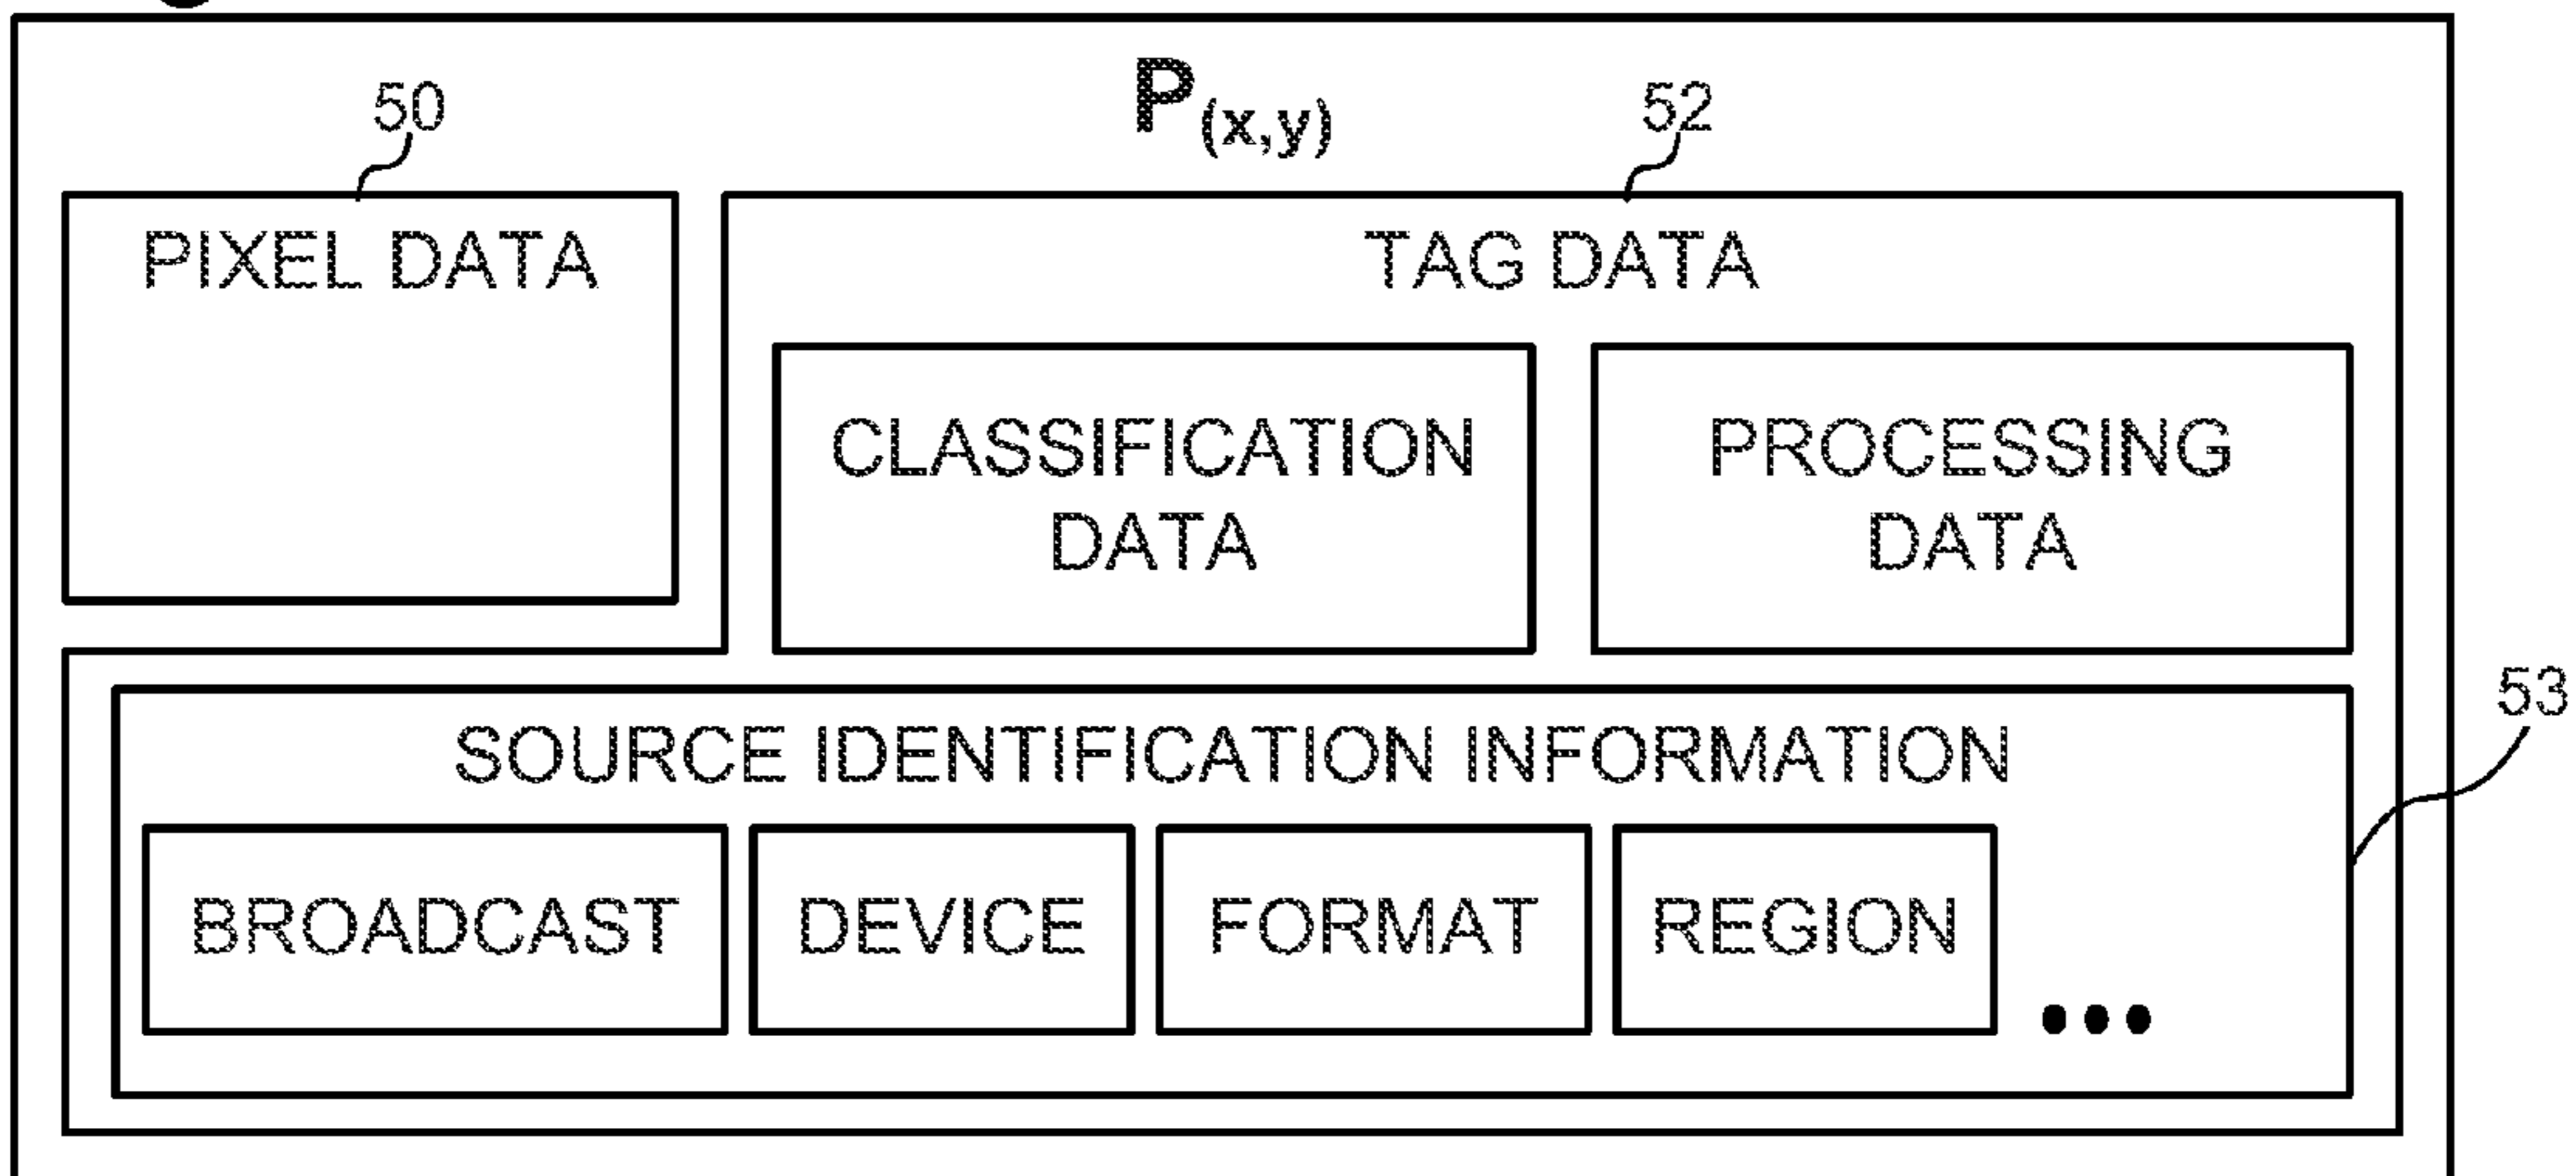 P(x,y)
50
52
53
PIXEL DATA
TAG DATA
CLASSIFICATION
DATA
PROCESSING
DATA
SOURCE IDENTIFICATION INFORMATION
BROADCAST
DEVICE
FORMAT
REGION
•••